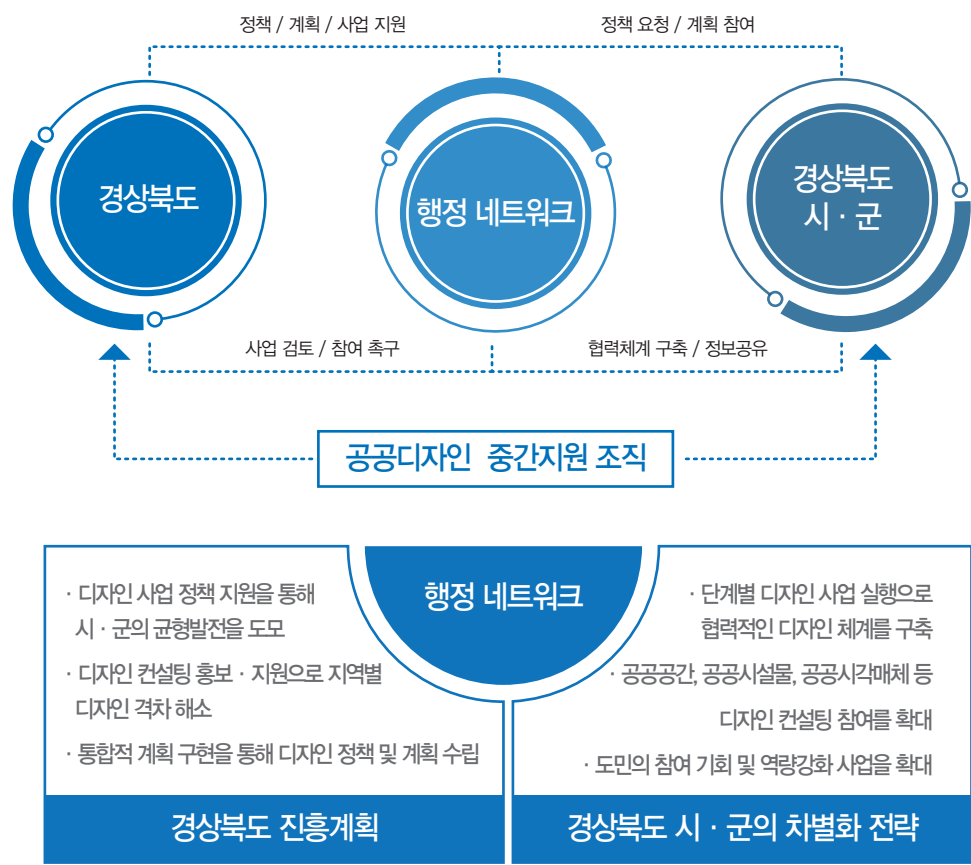 정책 / 계획 / 사업 지원
정책 요청 / 계획 참여
경상북도
행정 네트워크
경상북도
시 · 군
사업 검토 / 참여 촉구
협력체계 구축 / 정보공유
공공디자인 중간지원 조직
행정 네트워크
· 디자인 사업 정책 지원을 통해
시 · 군의 균형발전을 도모
· 디자인 컨설팅 홍보 · 지원으로 지역별
디자인 격차 해소
· 통합적 계획 구현을 통해 디자인 정책 및 계획 수립
경상북도 진흥계획
· 단계별 디자인 사업 실행으로
협력적인 디자인 체계를 구축
· 공공공간, 공공시설물, 공공시각매체 등
디자인 컨설팅 참여를 확대
· 도민의 참여 기회 및 역량강화 사업을 확대
경상북도 시 · 군의 차별화 전략